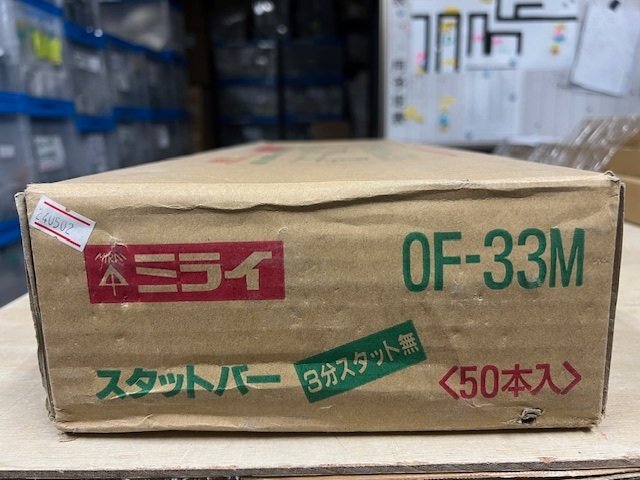 240502
ミライ
OF-33M
スタットバー
3分スタット無
〈50本入〉